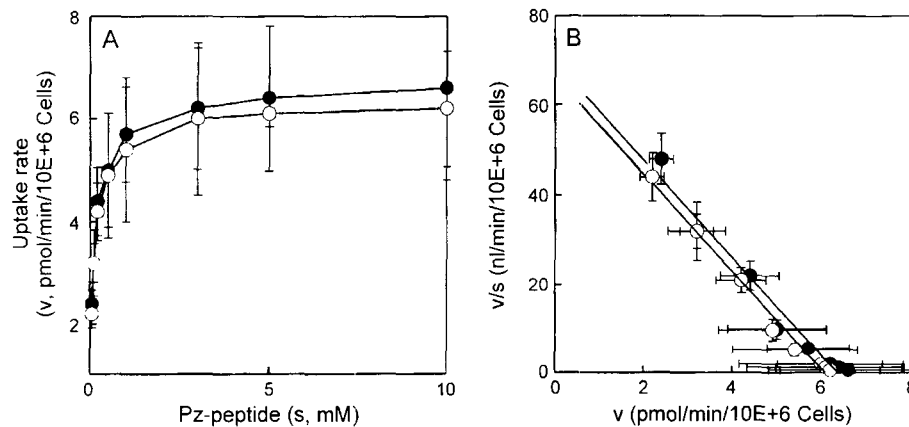 A
8
6
4
2
Uptake rate
(v, pmol/min/10E+6 Cells)
0
5
10
Pz-peptide (s, mM)
B
80
60
40
20
0
v/s (nl/min/10E+6 Cells)
0
2
4
6
8
v (pmol/min/10E+6 Cells)